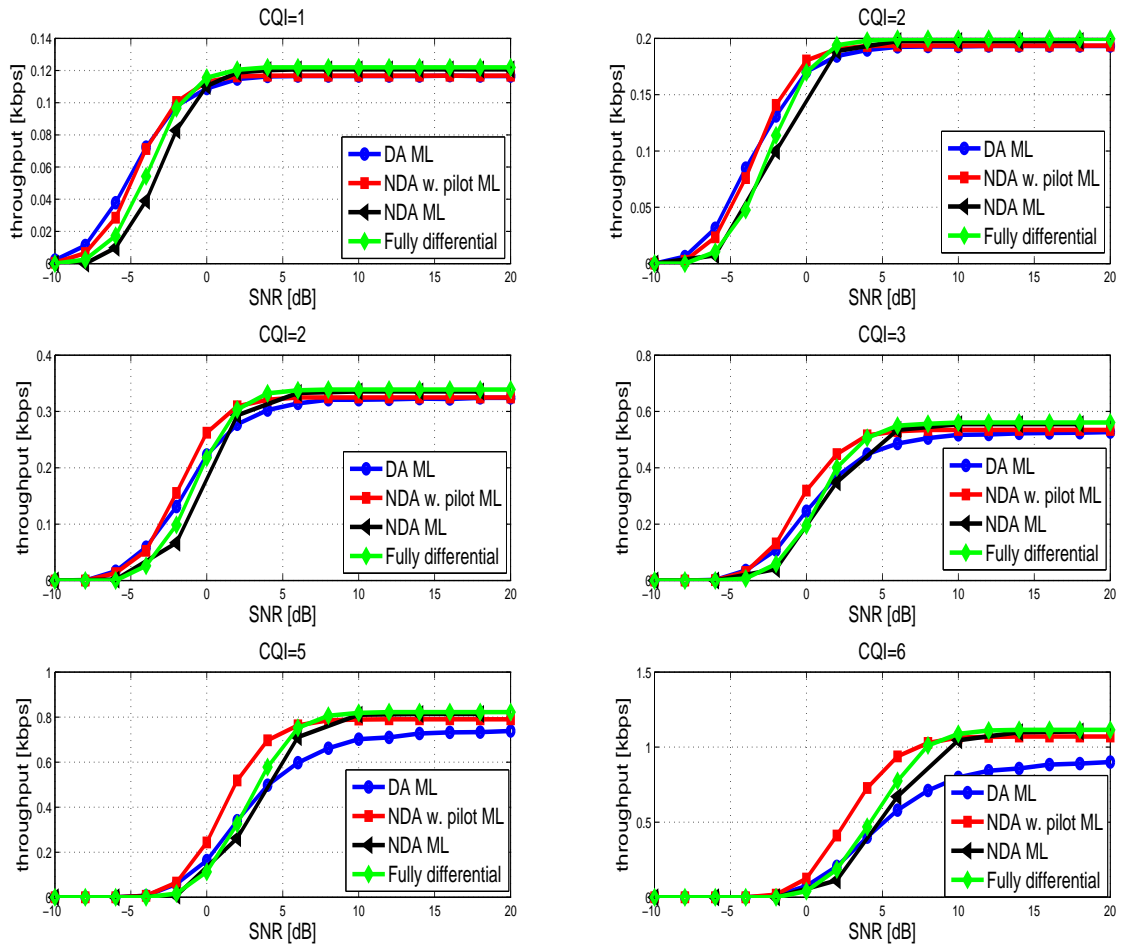 CQI=1
0.14
0.12
0.1
0.08
0.06
0.04
0.02
0
throughput [kbps]
−10 −5 0 5 10 15 20
SNR [dB]
DA ML
NDA w. pilot ML
NDA ML
Fully differential
CQI=2
0.2
0.15
0.1
0.05
0
throughput [kbps]
−10 −5 0 5 10 15 20
SNR [dB]
DA ML
NDA w. pilot ML
NDA ML
Fully differential
CQI=2
0.4
0.3
0.2
0.1
0
throughput [kbps]
−10 −5 0 5 10 15 20
SNR [dB]
DA ML
NDA w. pilot ML
NDA ML
Fully differential
CQI=3
0.8
0.6
0.4
0.2
0
throughput [kbps]
−10 −5 0 5 10 15 20
SNR [dB]
DA ML
NDA w. pilot ML
NDA ML
Fully differential
CQI=5
1
0.8
0.6
0.4
0.2
0
throughput [kbps]
−10 −5 0 5 10 15 20
SNR [dB]
DA ML
NDA w. pilot ML
NDA ML
Fully differential
CQI=6
1.5
1
0.5
0
throughput [kbps]
−10 −5 0 5 10 15 20
SNR [dB]
DA ML
NDA w. pilot ML
NDA ML
Fully differential